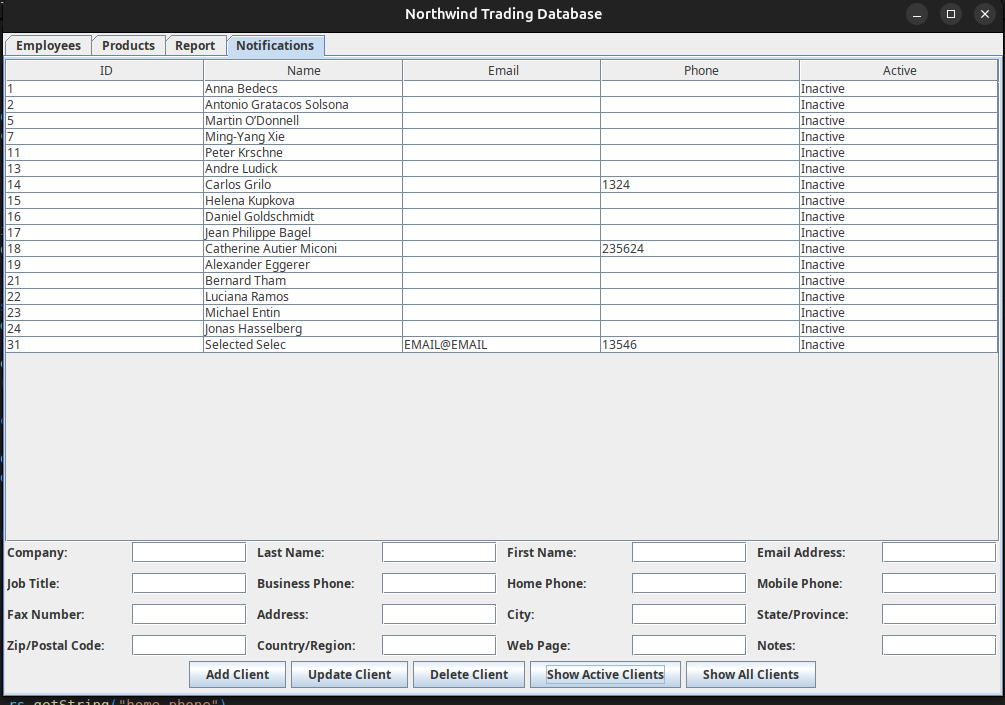 Northwind Trading Database
Employees Products Report Notifications
ID Name Email Phone Active
1 Anna Bedecs Inactive
2 Antonio Gratacos Solsona Inactive
5 Martin O’Donnell Inactive
7 Ming-Yang Xie Inactive
11 Peter Krschne Inactive
13 Andre Ludick Inactive
14 Carlos Grilo 1324 Inactive
15 Helena Kupkova Inactive
16 Daniel Goldschmidt Inactive
17 Jean Philippe Bagel Inactive
18 Catherine Autier Miconi 235624 Inactive
19 Alexander Eggerer Inactive
21 Bernard Tham Inactive
22 Luciana Ramos Inactive
23 Michael Entin Inactive
24 Jonas Hasselberg Inactive
31 Selected Selec EMAIL@EMAIL 13546 Inactive
Company: Last Name: First Name: Email Address:
Job Title: Business Phone: Home Phone: Mobile Phone:
Fax Number: Address: City: State/Province:
Zip/Postal Code: Country/Region: Web Page: Notes:
Add Client Update Client Delete Client Show Active Clients Show All Clients
rs.getString("home_phone")